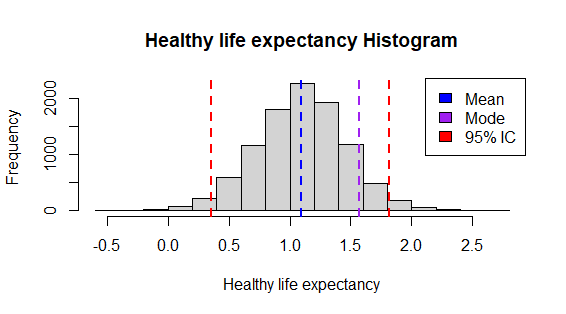 Healthy life expectancy Histogram
Frequency
2000
1000
0
Mean
Mode
95% IC
-0.5 0.0 0.5 1.0 1.5 2.0 2.5
Healthy life expectancy